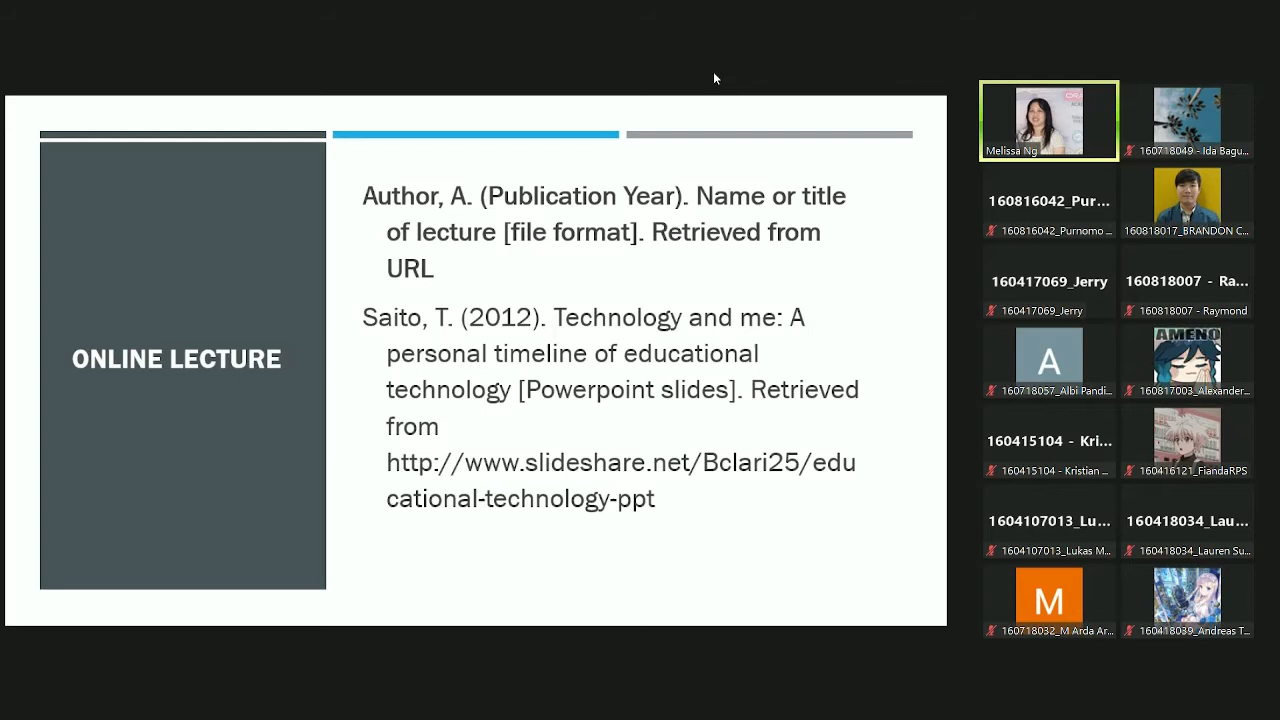 ONLINE LECTURE
Author, A. (Publication Year). Name or title
of lecture [file format]. Retrieved from
URL
Saito, T. (2012). Technology and me: A
personal timeline of educational
technology [Powerpoint slides]. Retrieved
from
http://www.slideshare.net/Bclari25/edu
cational-technology-ppt
Melissa Ng
160718049 - Ida Bagu...
160816042_Pur...
160816042_Purnomo ...
160818017_BRANDON C...
160417069_Jerry
160417069_Jerry
160818007 - Ra...
160818007 - Raymond
A
160718057_Albi Pandi...
AMENO
160817003_Alexander...
160415104 - Kri...
160415104 - Kristian ...
160416121_FiandaRPS
1604107013_Lu...
1604107013_Lukas M...
160418034_Lau...
160418034_Lauren Su...
M
160718032_M Arda Ar...
160418039_Andreas T...